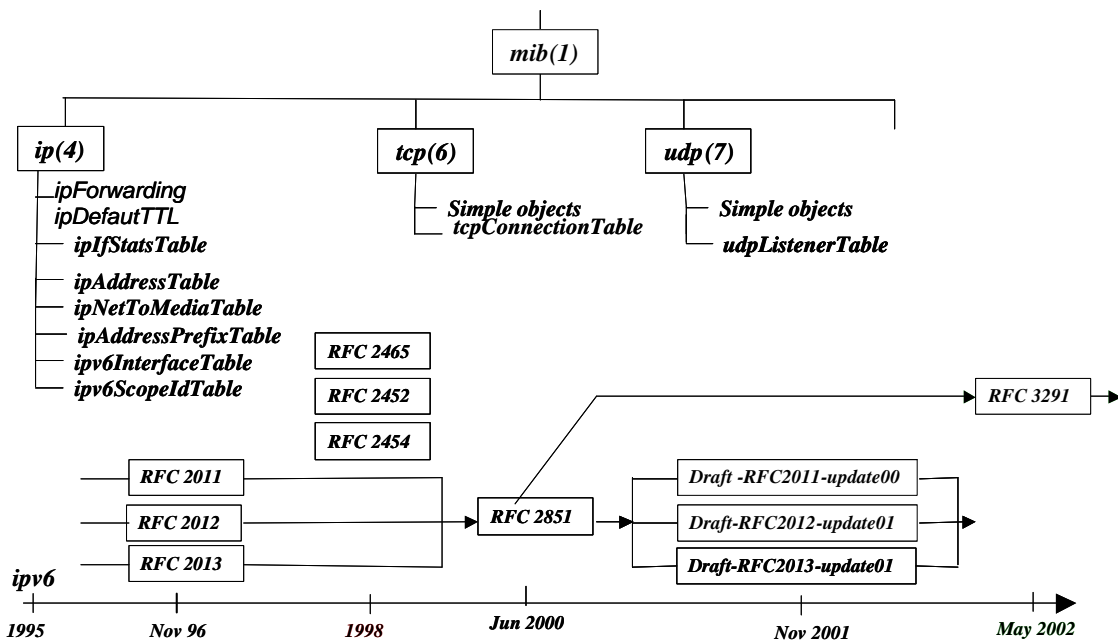 mib(1)
ip(4)
tcp(6)
udp(7)
ipForwarding
ipDefautTTL
ipIfStatsTable
ipAddressTable
ipNetToMediaTable
ipAddressPrefixTable
ipv6InterfaceTable
ipv6ScopeIdTable
Simple objects
tcpConnectionTable
Simple objects
udpListenerTable
RFC 2465
RFC 2452
RFC 2454
RFC 3291
RFC 2011
RFC 2012
RFC 2013
RFC 2851
Draft -RFC2011-update00
Draft-RFC2012-update01
Draft-RFC2013-update01
ipv6
1995
Nov 96
1998
Jun 2000
Nov 2001
May 2002